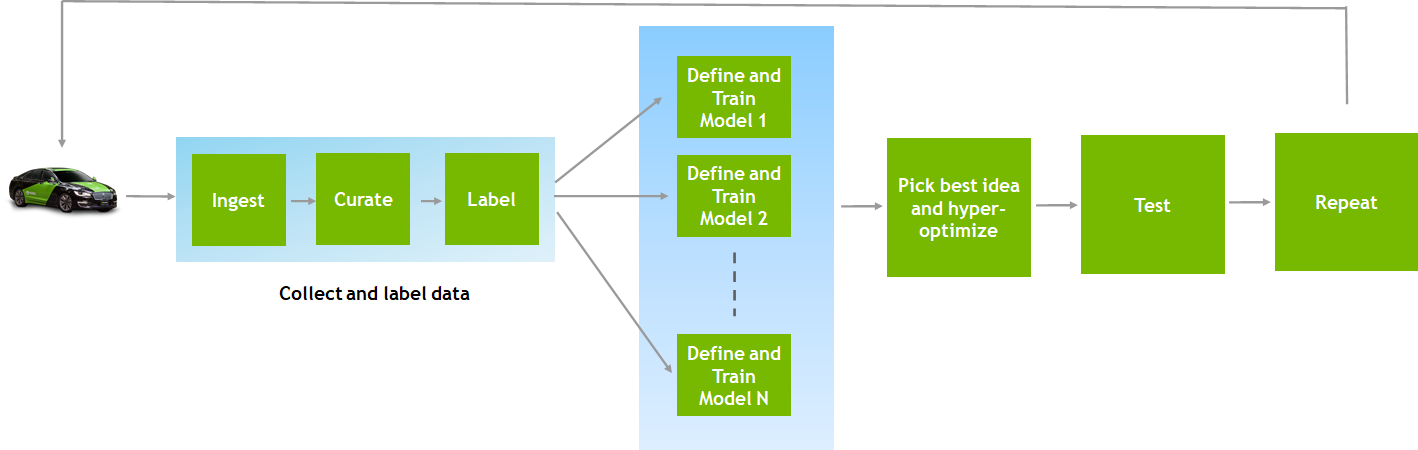 Ingest
Curate
Label
Collect and label data
Define and
Train
Model 1
Define and
Train
Model 2
Define and
Train
Model N
Pick best idea
and hyper-
optimize
Test
Repeat